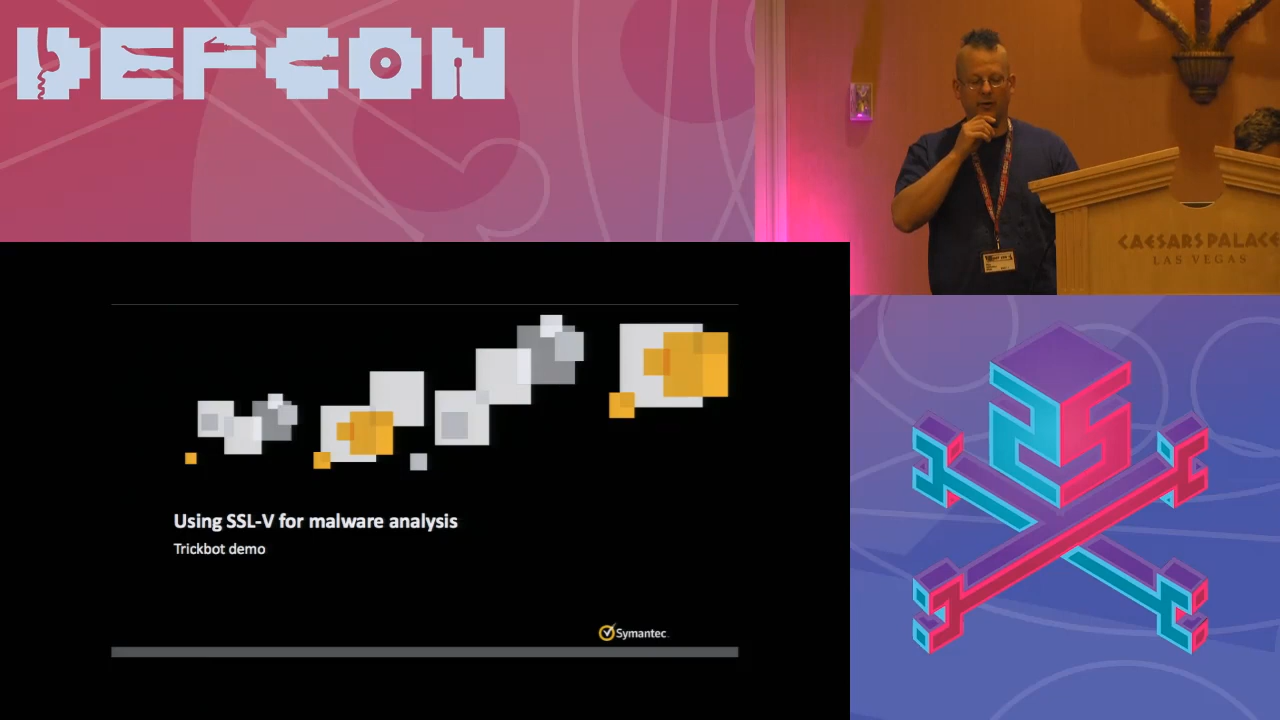 DEFCON
CAESARS PALACE
LAS VEGAS
Using SSL-V for malware analysis
Trickbot demo
Symantec